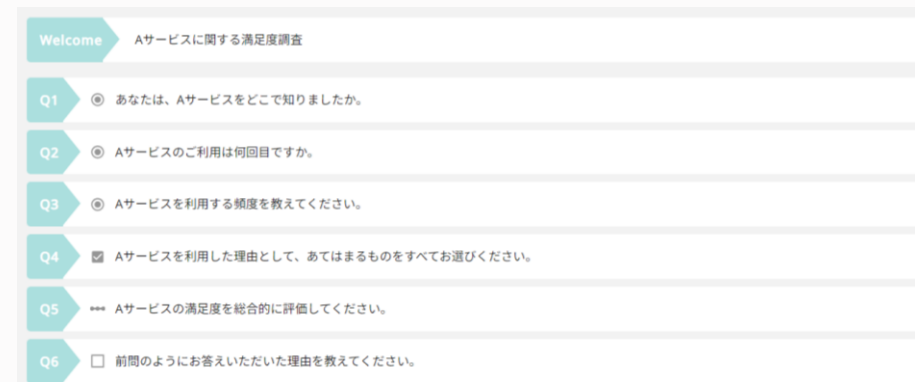 Welcome Aサービスに関する満足度調査
Q1 あなたは、Aサービスをどこで知りましたか。
Q2 Aサービスのご利用は何回目ですか。
Q3 Aサービスを利用する頻度を教えてください。
Q4 Aサービスを利用した理由として、あてはまるものをすべてお選びください。
Q5 Aサービスの満足度を総合的に評価してください。
Q6 前問のようにお答えいただいた理由を教えてください。